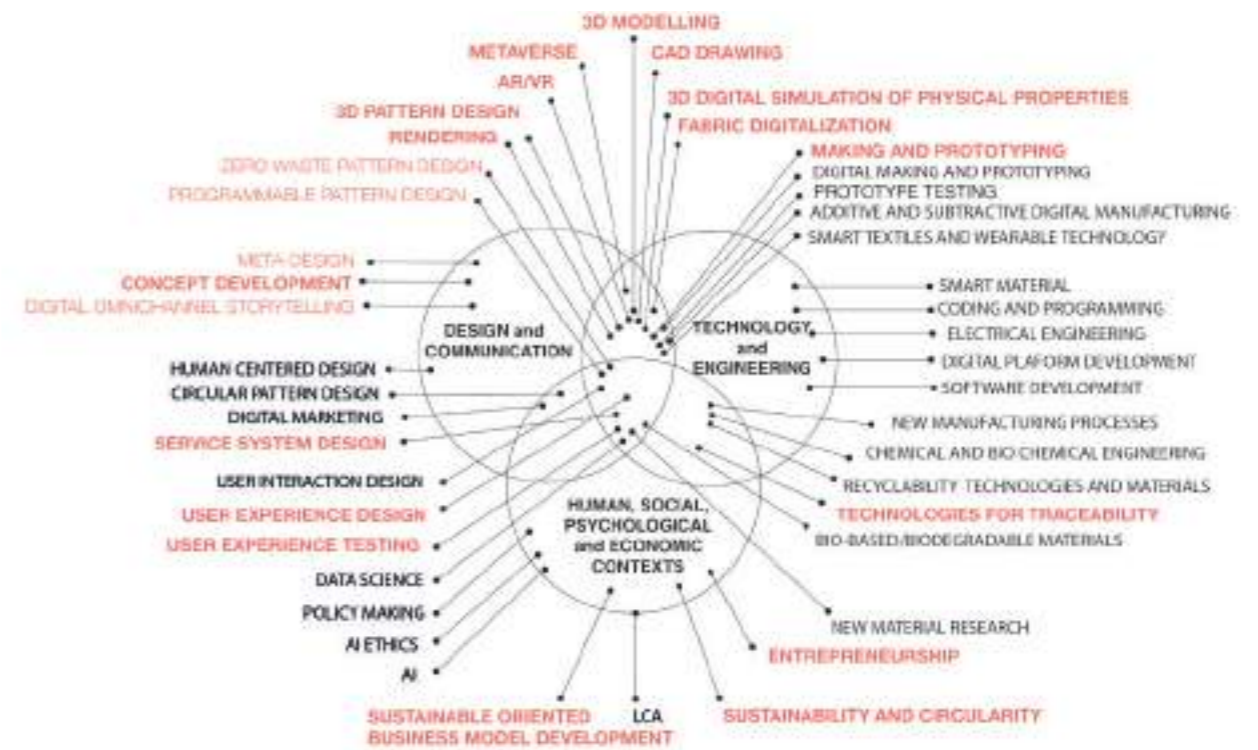 3D MODELLING
METAVERSE
CAD DRAWING
AR/VR
3D DIGITAL SIMULATION OF PHYSICAL PROPERTIES
3D PATTERN DESIGN
FABRIC DIGITALIZATION
RENDERING
MAKING AND PROTOTYPING
ZERO WASTE PATTERN DESIGN
DIGITAL MAKING AND PROTOTYPING
PROGRAMMABLE PATTERN DESIGN
PROTOTYPE TESTING
ADDITIVE AND SUBTRACTIVE DIGITAL MANUFACTURING
SMART TEXTILES AND WEARABLE TECHNOLOGY
META DESIGN
CONCEPT DEVELOPMENT
DIGITAL OMNICHANNEL STORYTELLING
SMART MATERIAL
CODING AND PROGRAMMING
ELECTRICAL ENGINEERING
DIGITAL PLAFORM DEVELOPMENT
SOFTWARE DEVELOPMENT
DESIGN and
COMMUNICATION
TECHNOLOGY
and
ENGINEERING
HUMAN CENTERED DESIGN
CIRCULAR PATTERN DESIGN
DIGITAL MARKETING
SERVICE SYSTEM DESIGN
USER INTERACTION DESIGN
USER EXPERIENCE DESIGN
USER EXPERIENCE TESTING
NEW MANUFACTURING PROCESSES
CHEMICAL AND BIO CHEMICAL ENGINEERING
RECYCLABILITY TECHNOLOGIES AND MATERIALS
TECHNOLOGIES FOR TRACEABILITY
BIO-BASED/BIODEGRADABLE MATERIALS
HUMAN, SOCIAL,
PSYCHOLOGICAL
and ECONOMIC
CONTEXTS
DATA SCIENCE
POLICY MAKING
AI ETHICS
AI
NEW MATERIAL RESEARCH
ENTREPRENEURSHIP
SUSTAINABLE ORIENTED
BUSINESS MODEL DEVELOPMENT
LCA
SUSTAINABILITY AND CIRCULARITY